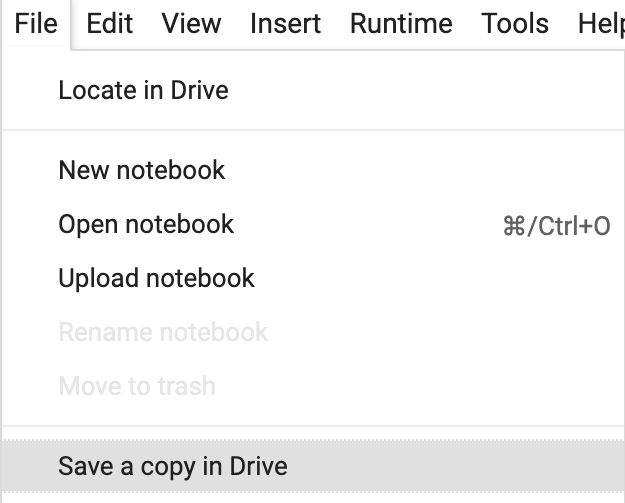 File Edit View Insert Runtime Tools Help
Locate in Drive
New notebook
Open notebook ⌘/Ctrl+O
Upload notebook
Rename notebook
Move to trash
Save a copy in Drive